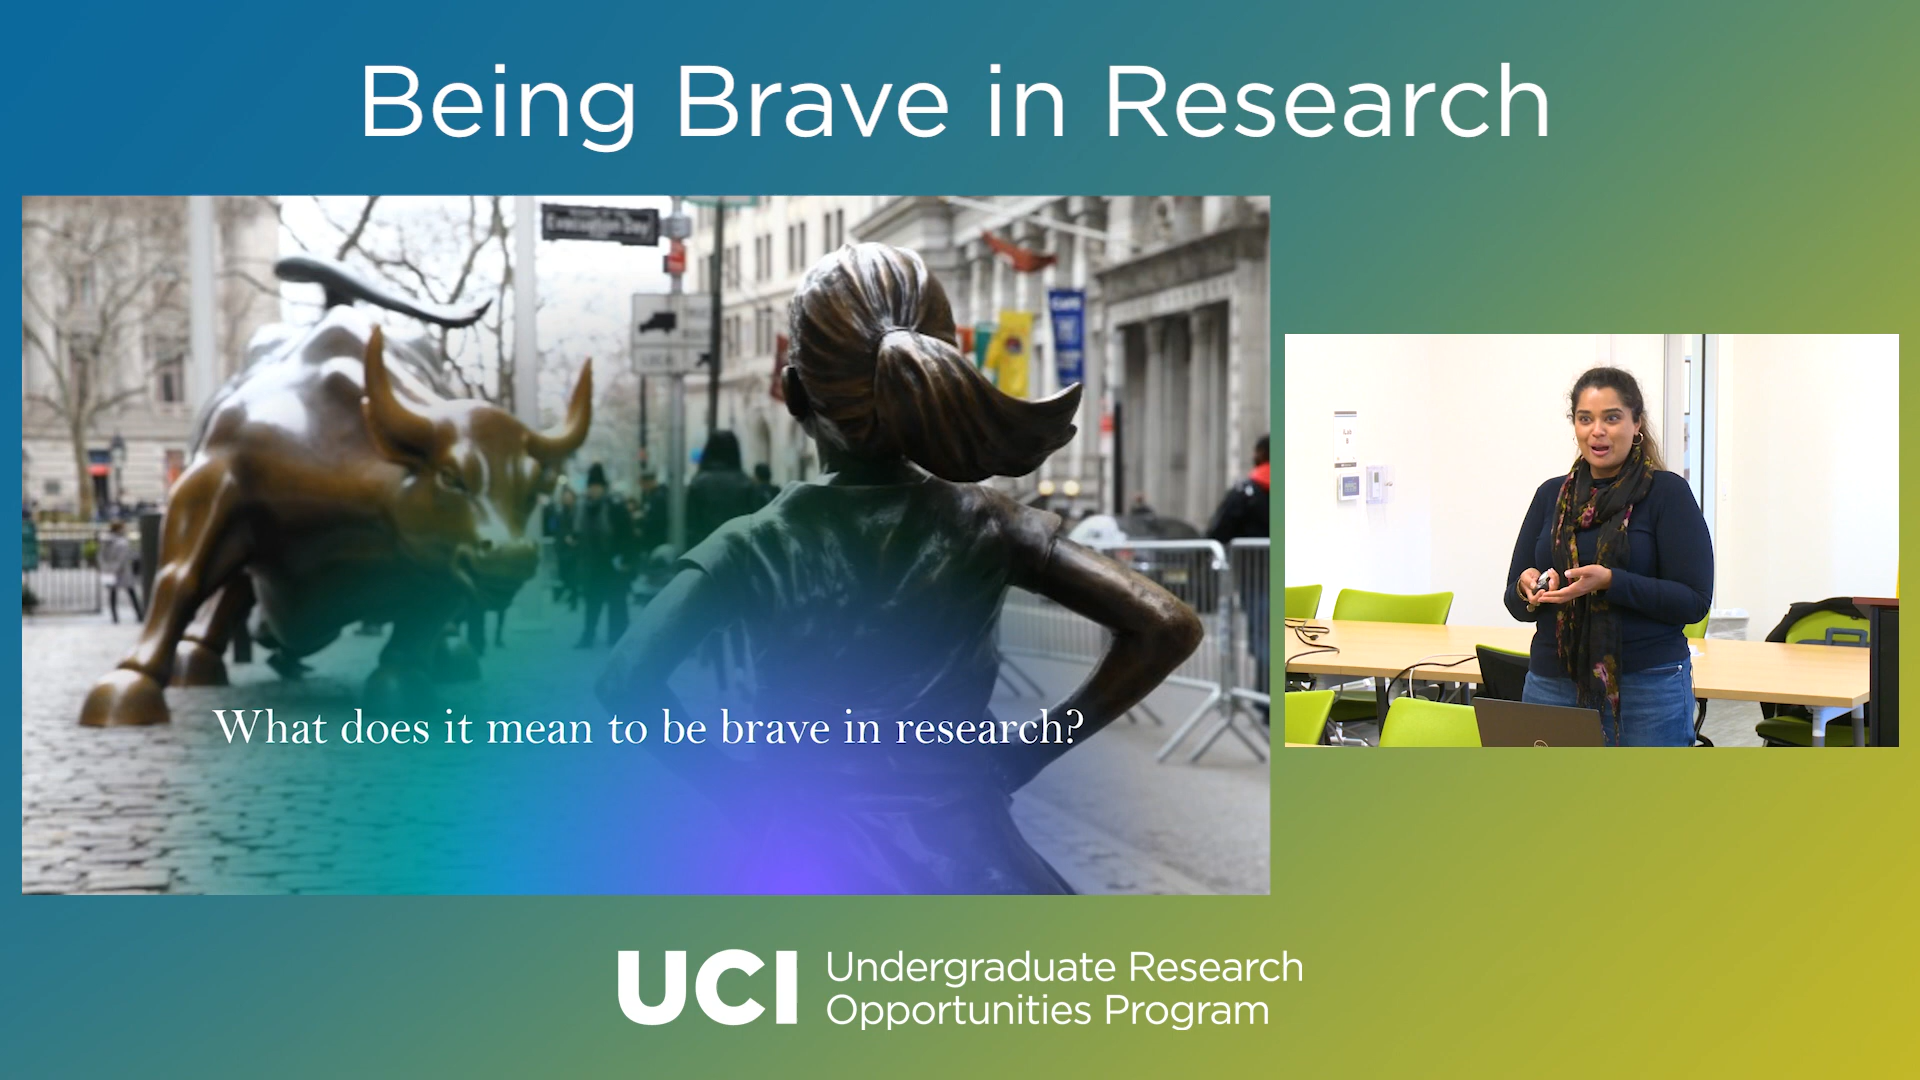 Being Brave in Research
What does it mean to be brave in research?
UCI
Undergraduate Research
Opportunities Program